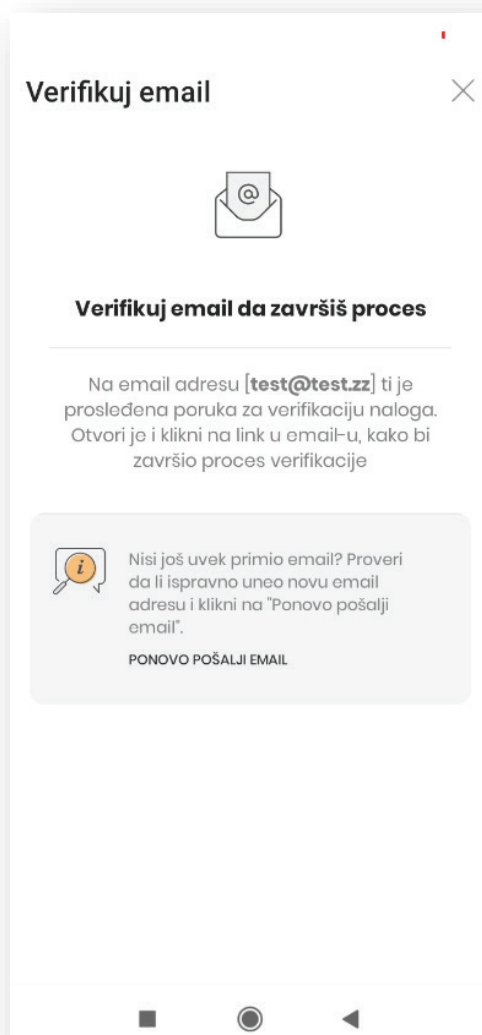 Verifikuj email
Verifikuj email da završiš proces
Na email adresu [test@test.zz] ti je
prosleđena poruka za verifikaciju naloga.
Otvori je i klikni na link u email-u, kako bi
završio proces verifikacije
Nisi još uvek primio email? Proveri
da li ispravno uneo novu email
adresu i klikni na "Ponovo pošalji
email".
PONOVO POŠALJI EMAIL